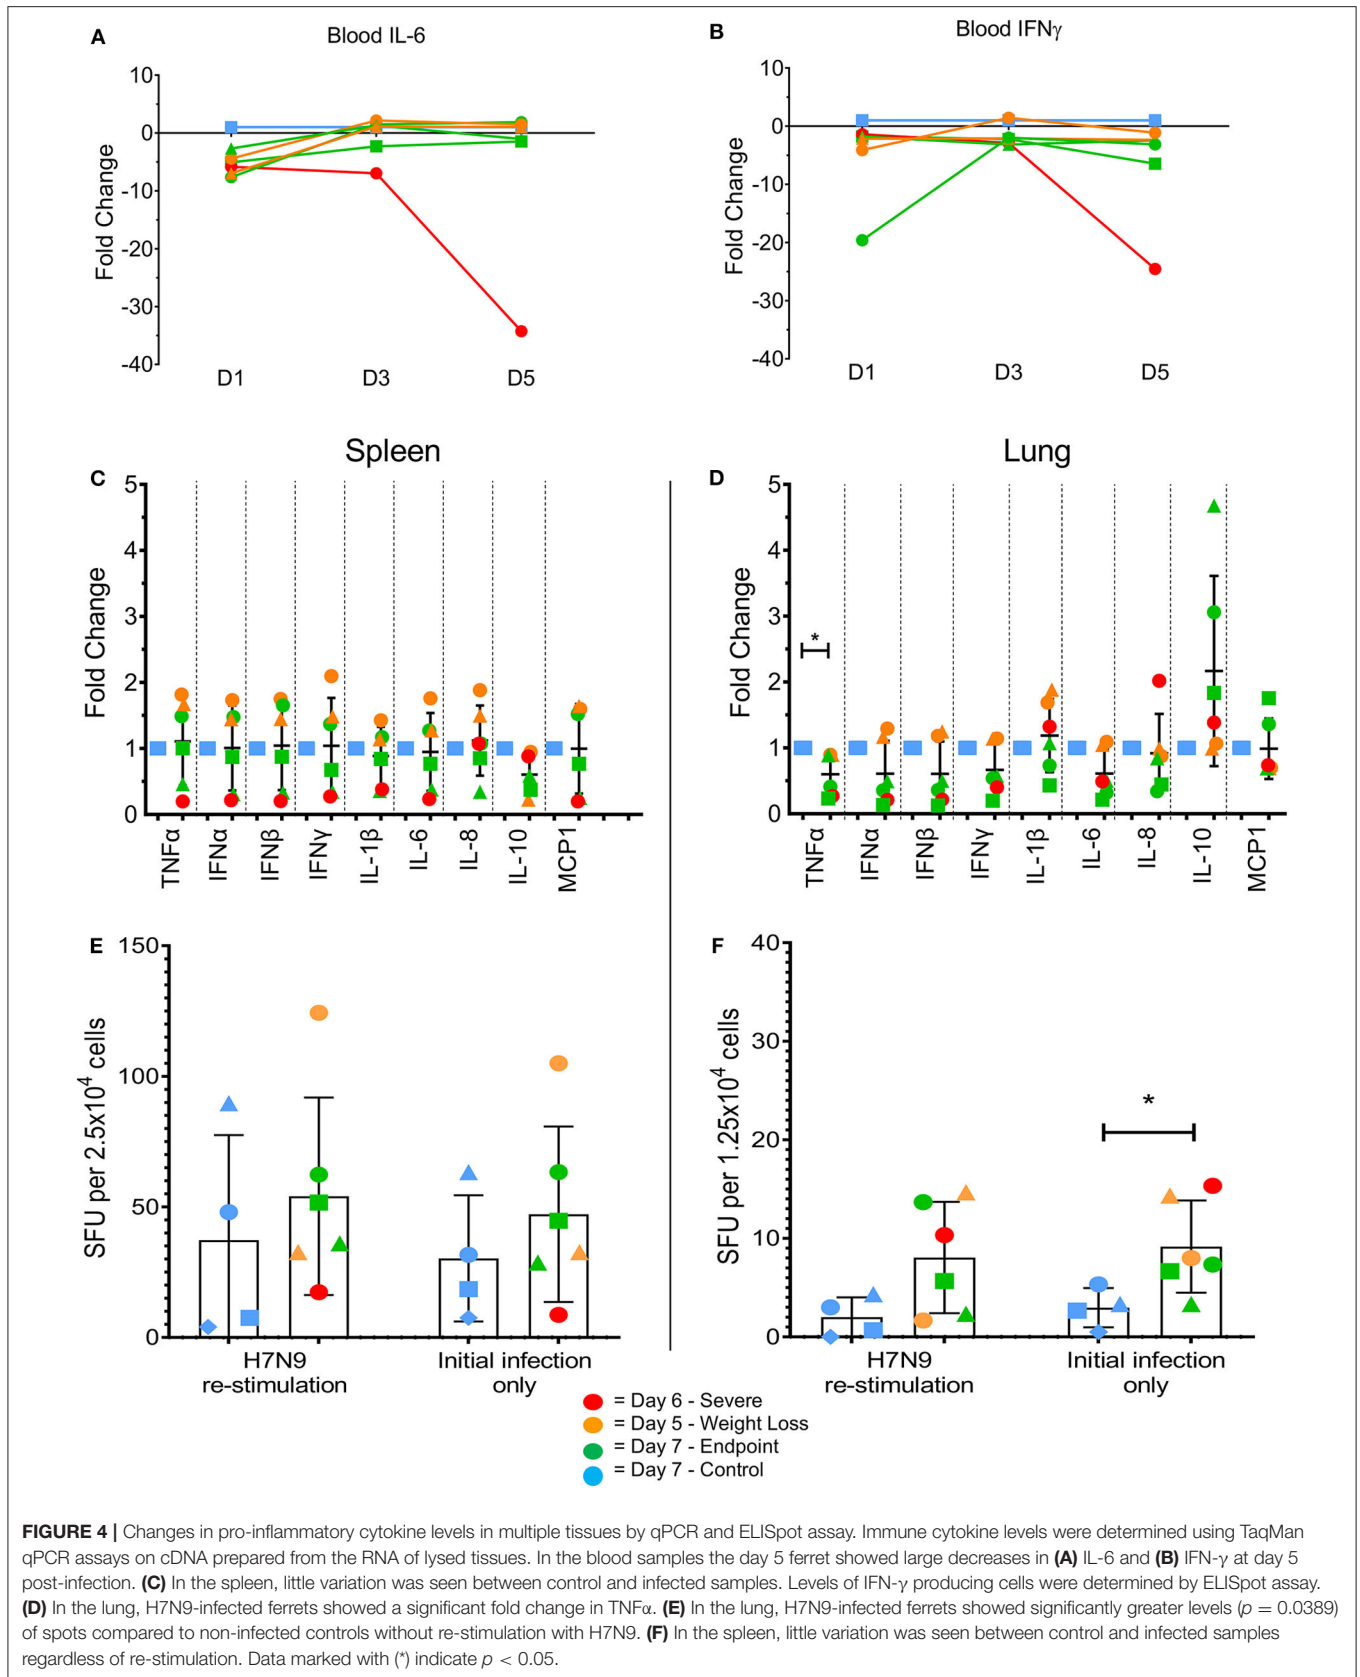 A
Blood IL-6
B
Blood IFNγ
10
0
-10
-20
-30
-40
Fold Change
D1
D3
D5
10
0
-10
-20
-30
-40
Fold Change
D1
D3
D5
Spleen
Lung
C
5
4
3
2
1
0
Fold Change
TNFα
IFNα
IFNβ
IFNγ
IL-1β
IL-6
IL-8
IL-10
MCP1
D
5
4
3
2
1
0
Fold Change
*
TNFα
IFNα
IFNβ
IFNγ
IL-1β
IL-6
IL-8
IL-10
MCP1
E
150
100
50
0
SFU per 2.5x10⁴ cells
H7N9
re-stimulation
Initial infection
only
F
40
30
20
10
0
SFU per 1.25x10⁴ cells
*
H7N9
re-stimulation
Initial infection
only
= Day 6 - Severe
= Day 5 - Weight Loss
= Day 7 - Endpoint
= Day 7 - Control
FIGURE 4 | Changes in pro-inflammatory cytokine levels in multiple tissues by qPCR and ELISpot assay. Immune cytokine levels were determined using TaqMan
qPCR assays on cDNA prepared from the RNA of lysed tissues. In the blood samples the day 5 ferret showed large decreases in (A) IL-6 and (B) IFN-γ at day 5
post-infection. (C) In the spleen, little variation was seen between control and infected samples. Levels of IFN-γ producing cells were determined by ELISpot assay.
(D) In the lung, H7N9-infected ferrets showed a significant fold change in TNFα. (E) In the lung, H7N9-infected ferrets showed significantly greater levels (p = 0.0389)
of spots compared to non-infected controls without re-stimulation with H7N9. (F) In the spleen, little variation was seen between control and infected samples
regardless of re-stimulation. Data marked with (*) indicate p < 0.05.